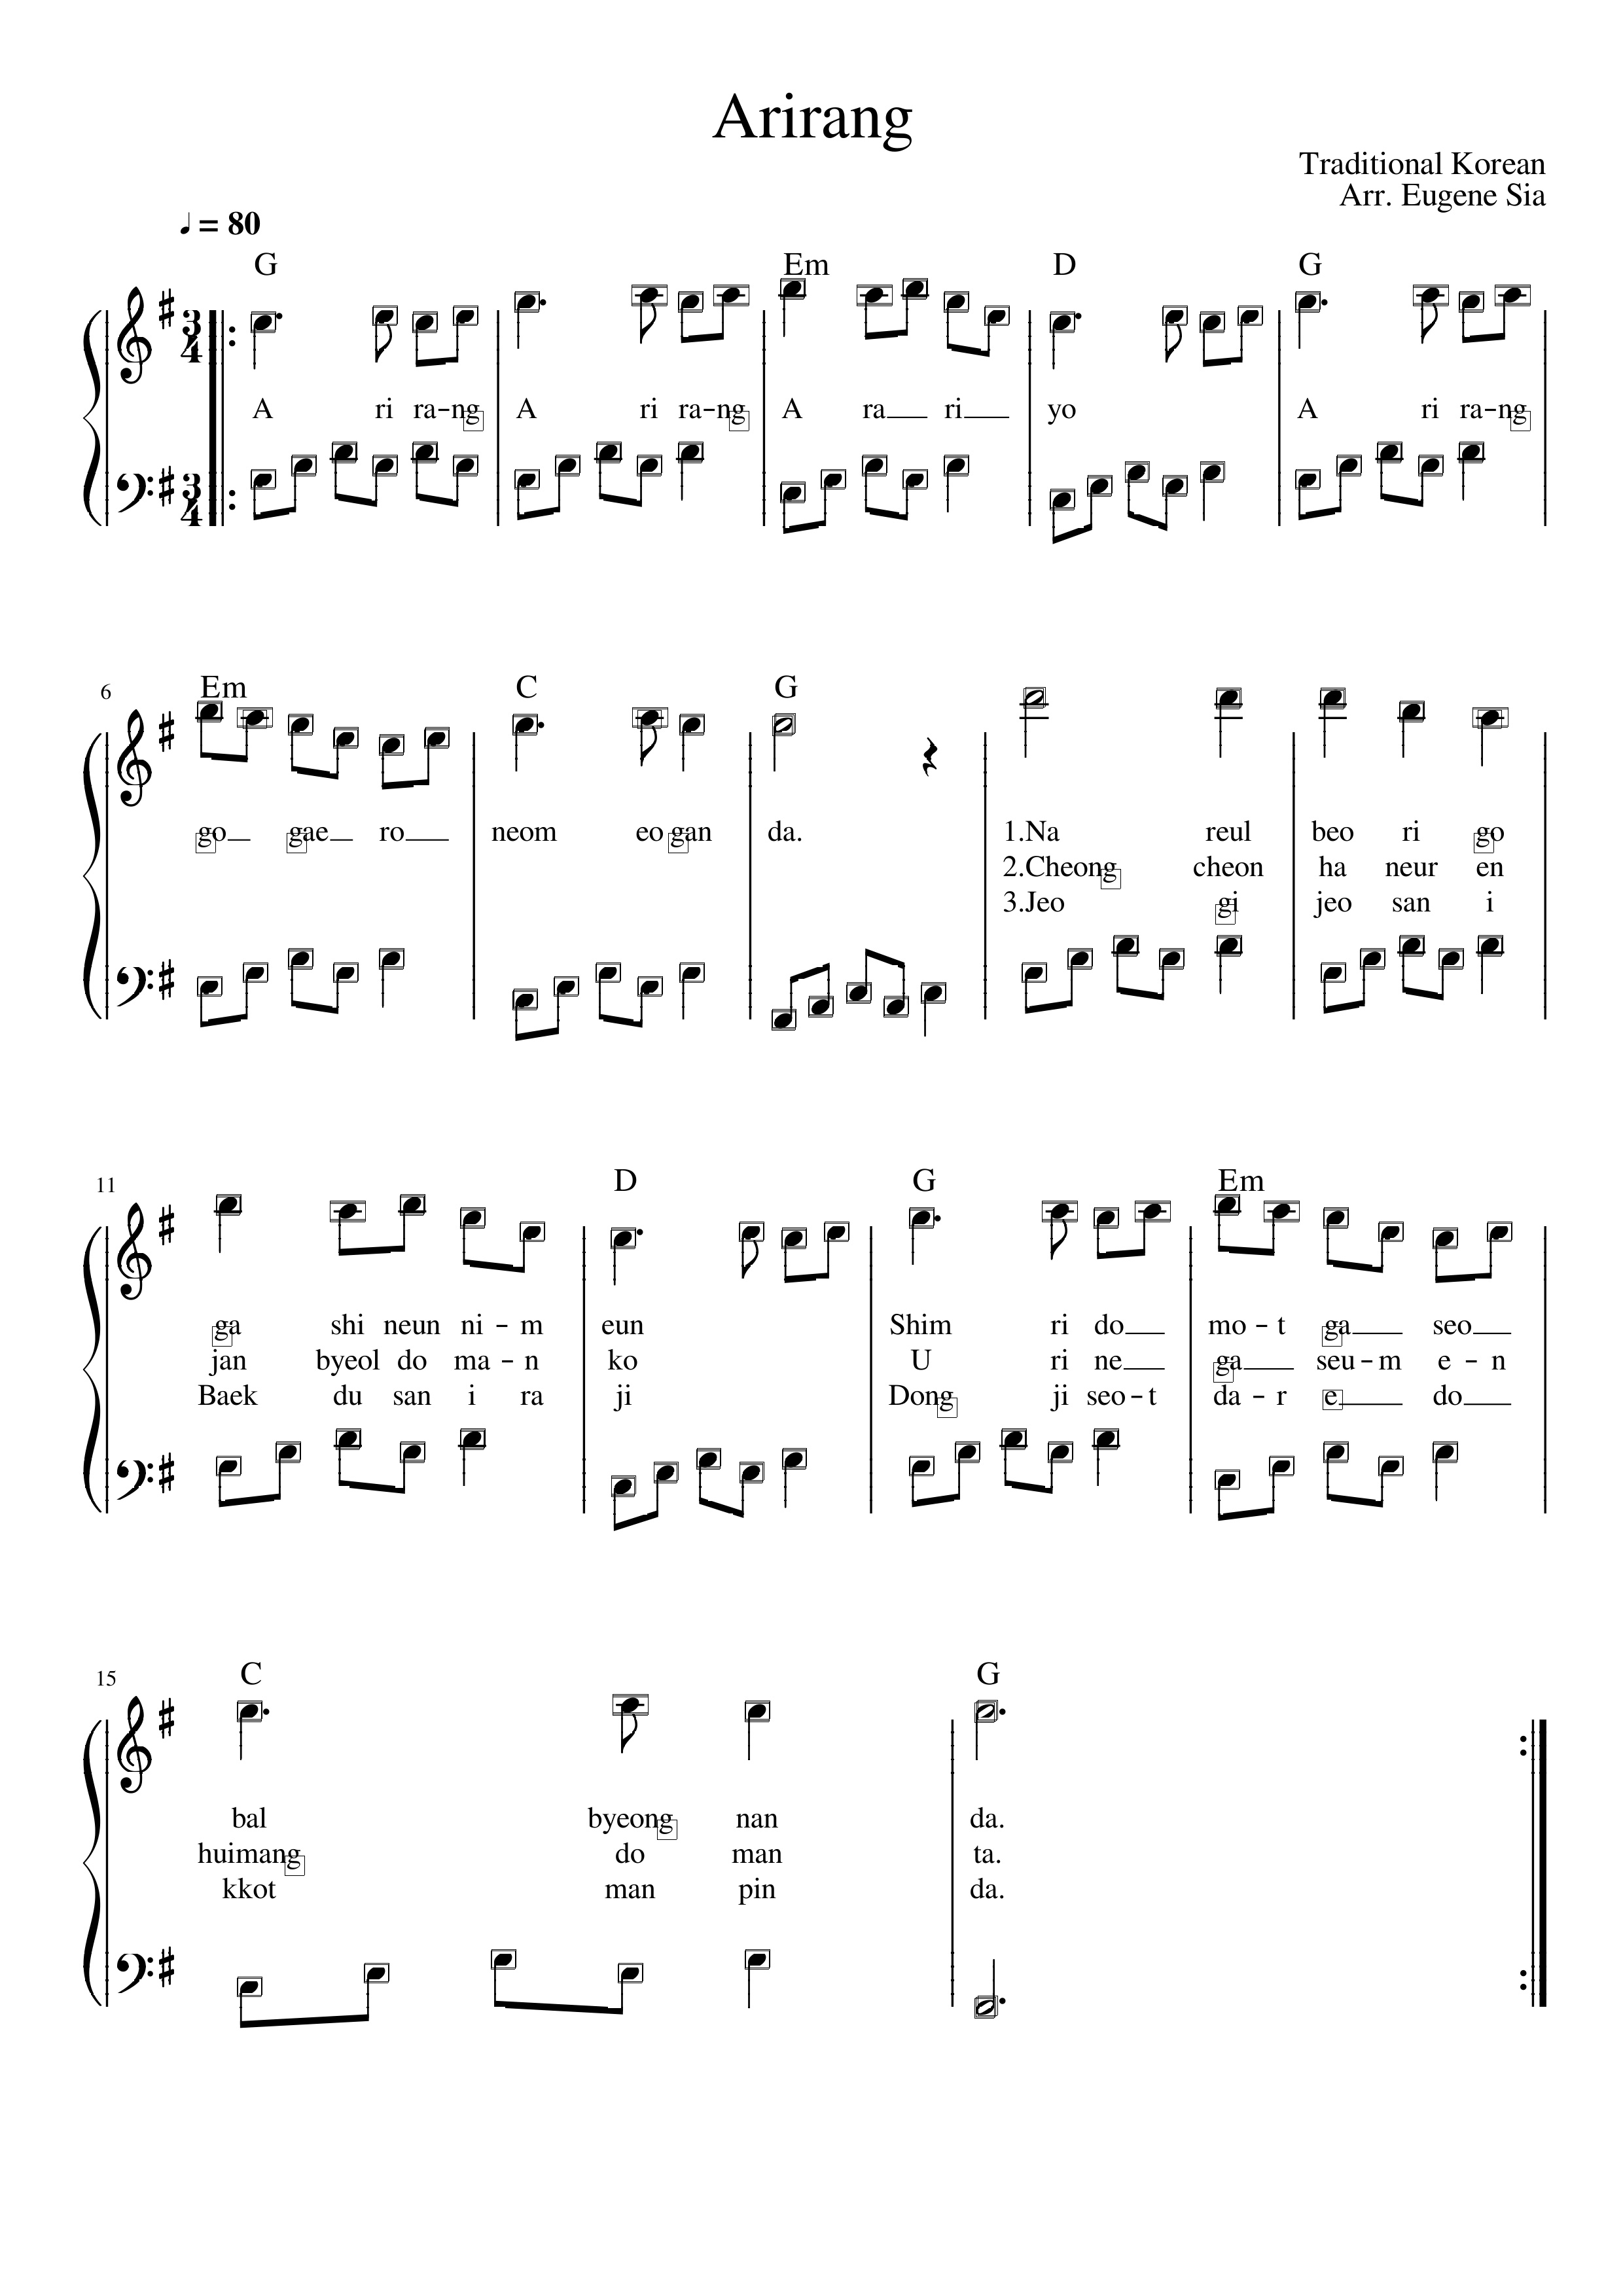 Arirang
Traditional Korean
Arr. Eugene Sia
♩ = 80
G Em D G
3 4
A ri ra-ng A ri ra-ng A ra ri yo A ri ra-ng
3 4
6
Em C G
go gae ro neom eo gan da. 1.Na reul beo ri go
2.Cheong cheon ha neur en
3.Jeo gi jeo san i
11
D G Em
ga shi neun ni - m eun Shim ri do mo - t ga seo
jan byeol do ma - n ko U ri ne ga seu - m e - n
Baek du san i ra ji Dong ji seo - t da - r e do
15
C G
bal byeong nan da.
huimang do man ta.
kkot man pin da.